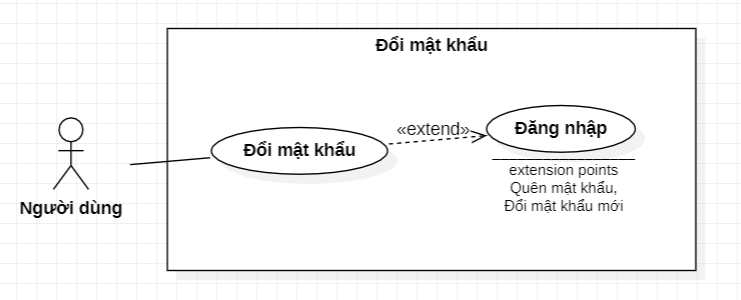 Đổi mật khẩu
«extend»
Đăng nhập
Đổi mật khẩu
extension points
Quên mật khẩu,
Đổi mật khẩu mới
Người dùng